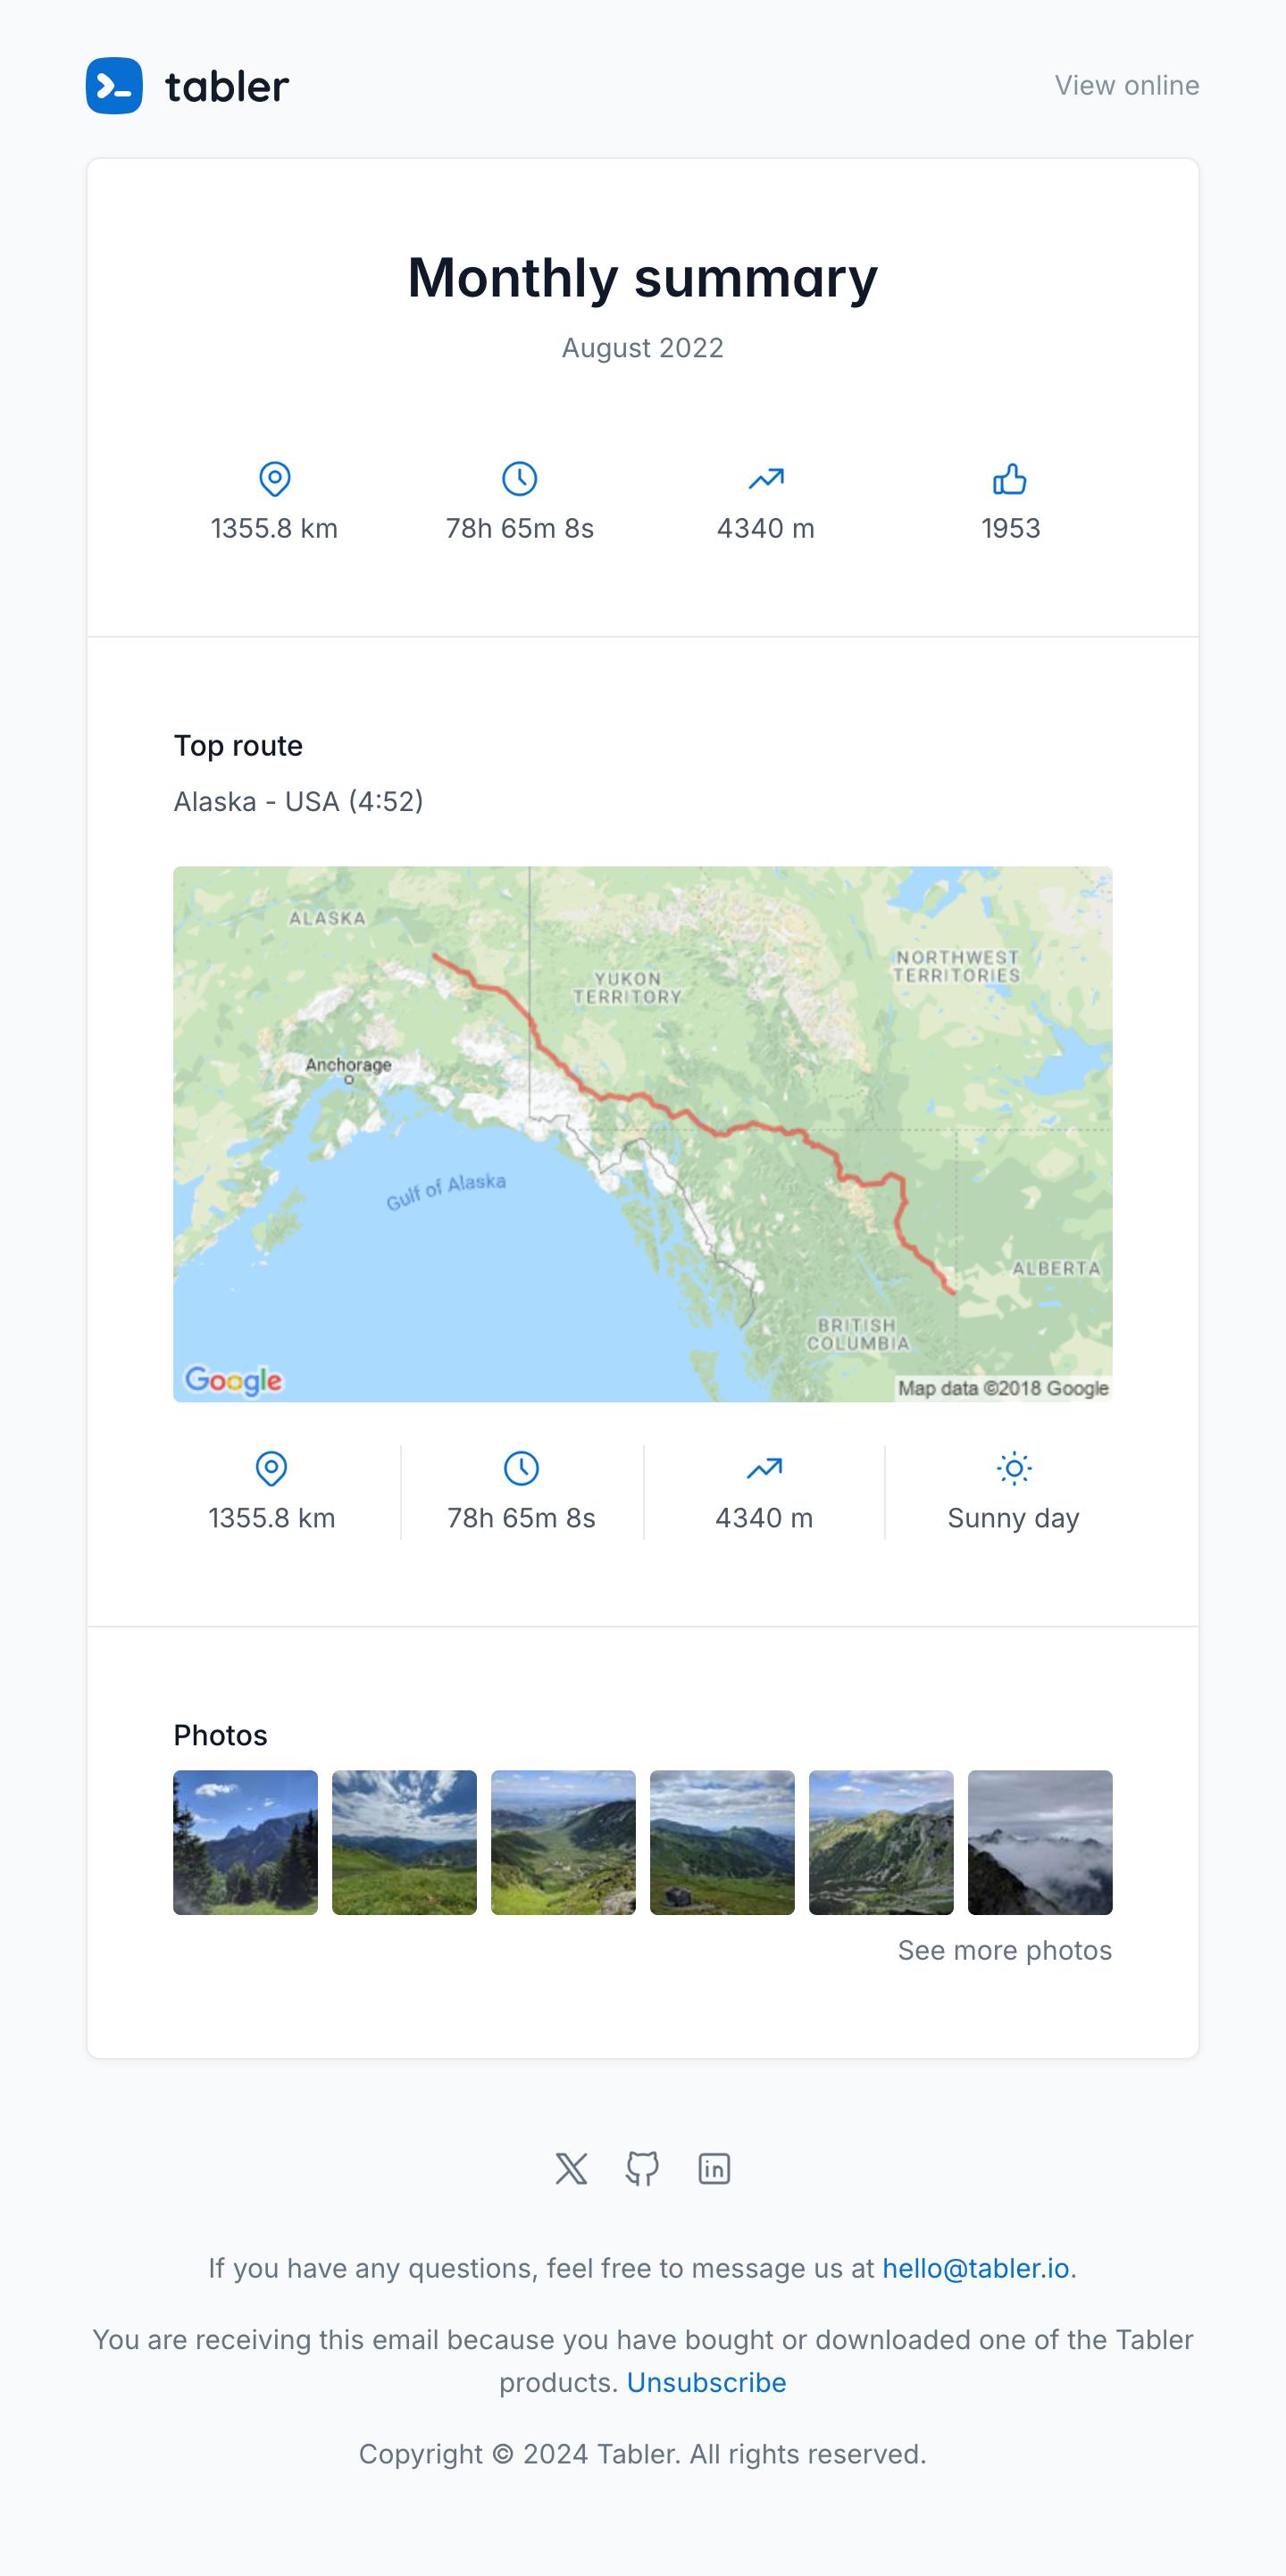 tabler
View online
Monthly summary
August 2022
1355.8 km
78h 65m 8s
4340 m
1953
Top route
Alaska - USA (4:52)
ALASKA
NORTHWEST
TERRITORIES
YUKON
TERRITORY
Anchorage
Gulf of Alaska
ALBERTA
BRITISH
COLUMBIA
Google
Map data ©2018 Google
1355.8 km
78h 65m 8s
4340 m
Sunny day
Photos
See more photos
in
If you have any questions, feel free to message us at hello@tabler.io.
You are receiving this email because you have bought or downloaded one of the Tabler
products. Unsubscribe
Copyright © 2024 Tabler. All rights reserved.